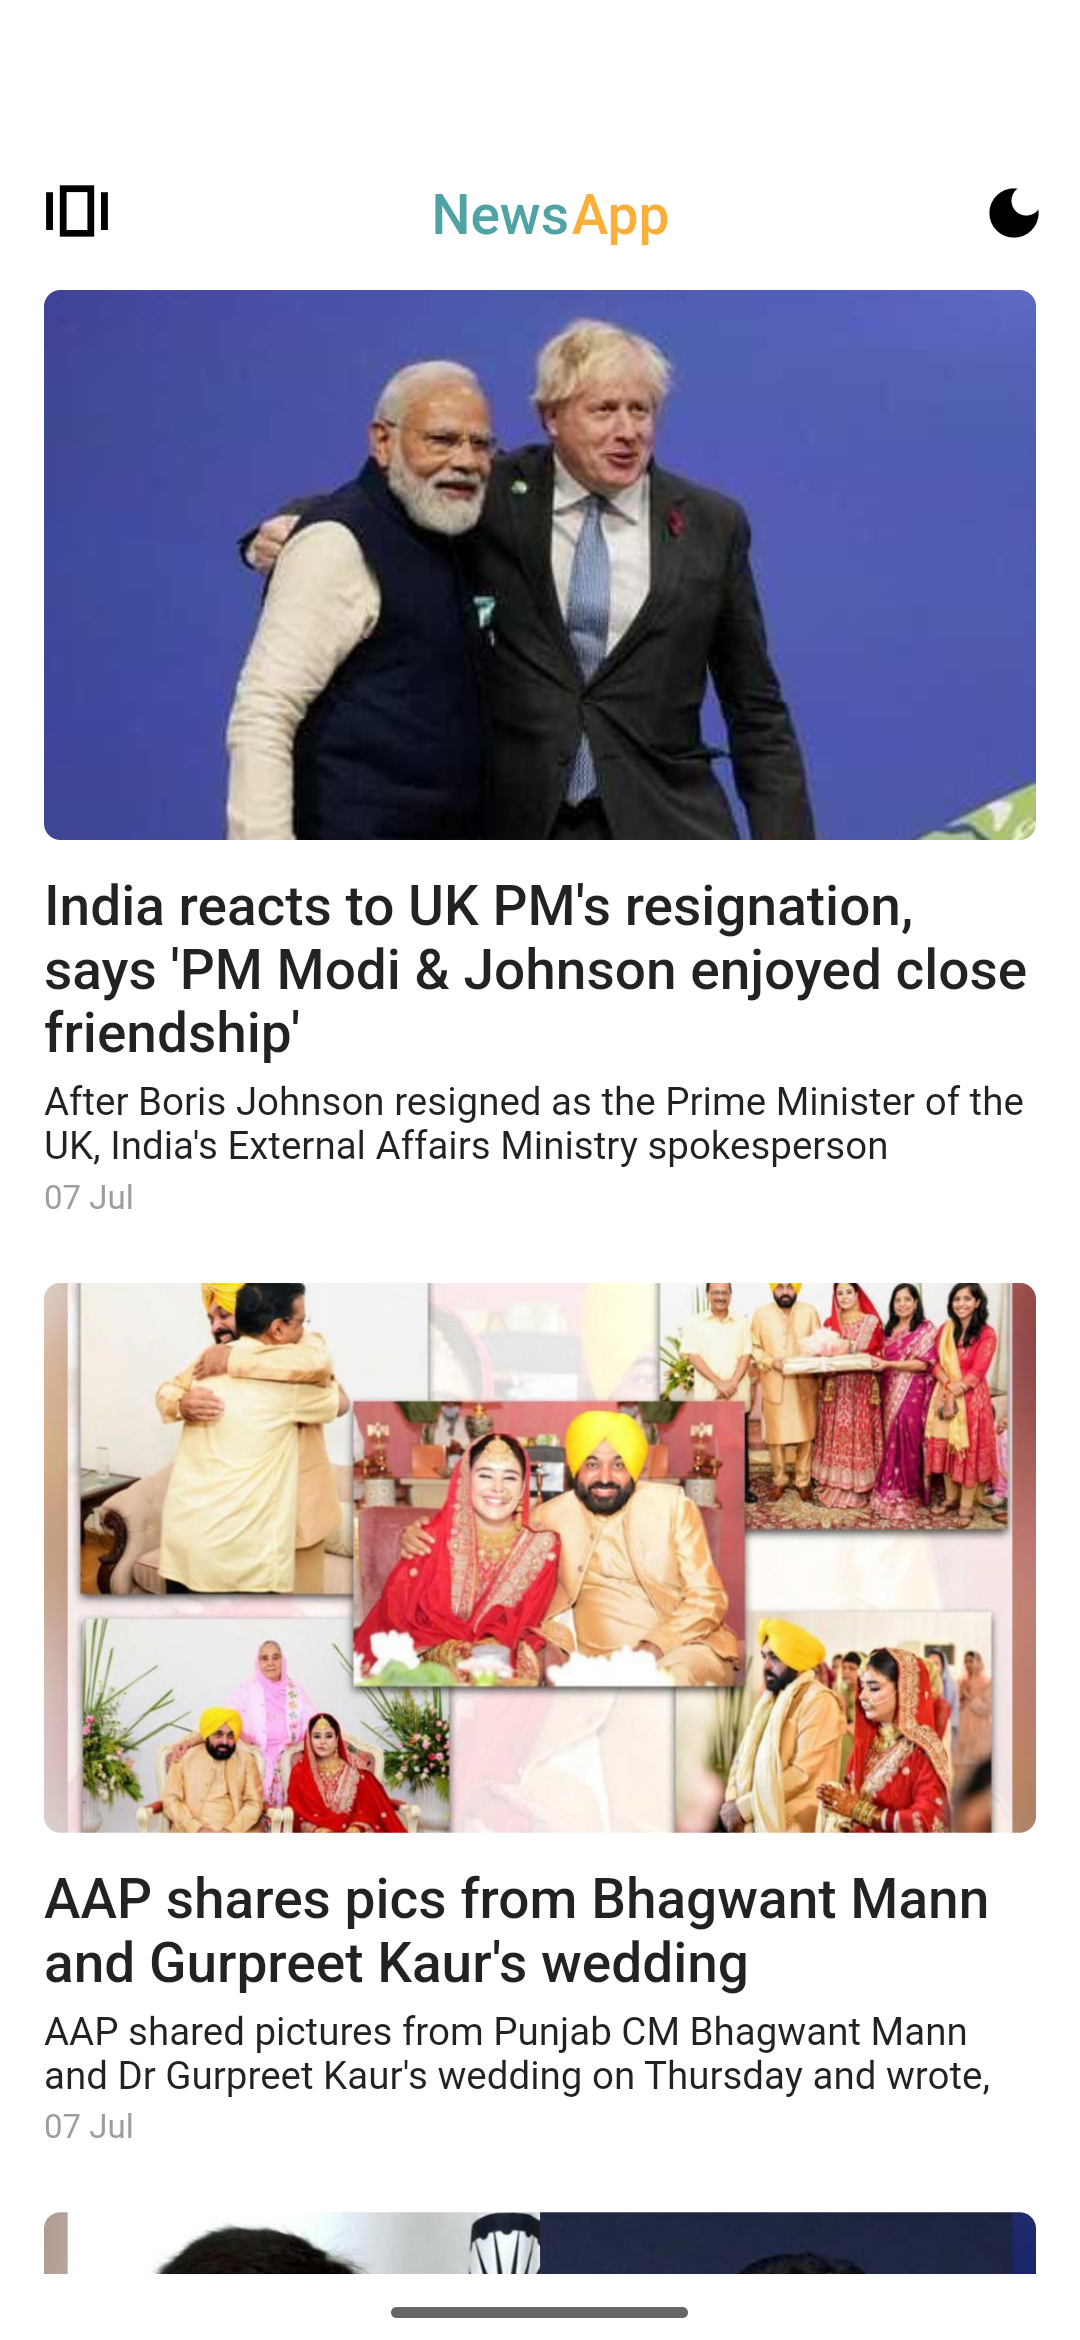 NewsApp
India reacts to UK PM's resignation,
says 'PM Modi & Johnson enjoyed close
friendship'
After Boris Johnson resigned as the Prime Minister of the
UK, India's External Affairs Ministry spokesperson
07 Jul
AAP shares pics from Bhagwant Mann
and Gurpreet Kaur's wedding
AAP shared pictures from Punjab CM Bhagwant Mann
and Dr Gurpreet Kaur's wedding on Thursday and wrote,
07 Jul